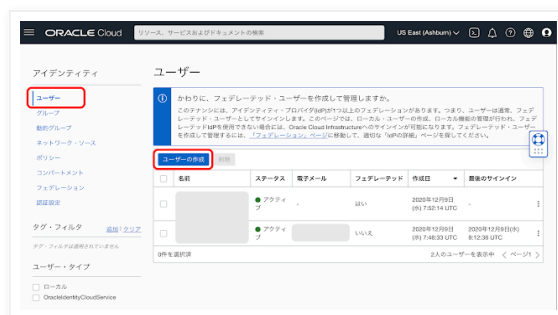 ORACLE Cloud
リソース、サービスおよびドキュメントの検索
US East (Ashburn)
アイデンティティ
ユーザー
グループ
動的グループ
ネットワーク・ソース
ポリシー
コンパートメント
フェデレーション
認証設定
タグ・フィルタ
追加 | クリア
タグ・フィルタは適用されていません
ユーザー・タイプ
ローカル
OracleIdentityCloudService
ユーザー
かわりに、フェデレーテッド・ユーザーを作成して管理しますか。
このテナンシには、アイデンティティ・プロバイダ(IdP)が1つ以上のフェデレーションがあります。つまり、ユーザーは通常、フェデ
レーテッド・ユーザーとしてサインインします。このページでは、ローカル・ユーザーの作成、ローカル機能の管理が行われ、フェデ
レーテッドIdPを使用できない場合には、Oracle Cloud Infrastructureへのサインインが可能になります。フェデレーテッド・ユーザー
を作成して管理するには、「フェデレーション」ページに移動して、適切な「IdPの詳細」ページを探してください。
ユーザーの作成
削除
名前
ステータス
電子メール
フェデレーテッド
作成日
最後のサインイン
アクティ
ブ
-
はい
2020年12月9日
(水) 7:52:14 UTC
-
アクティ
ブ
いいえ
2020年12月9日
(水) 7:46:33 UTC
2020年12月9日(水)
8:12:36 UTC
0件を選択済
2人のユーザーを表示中
ページ1